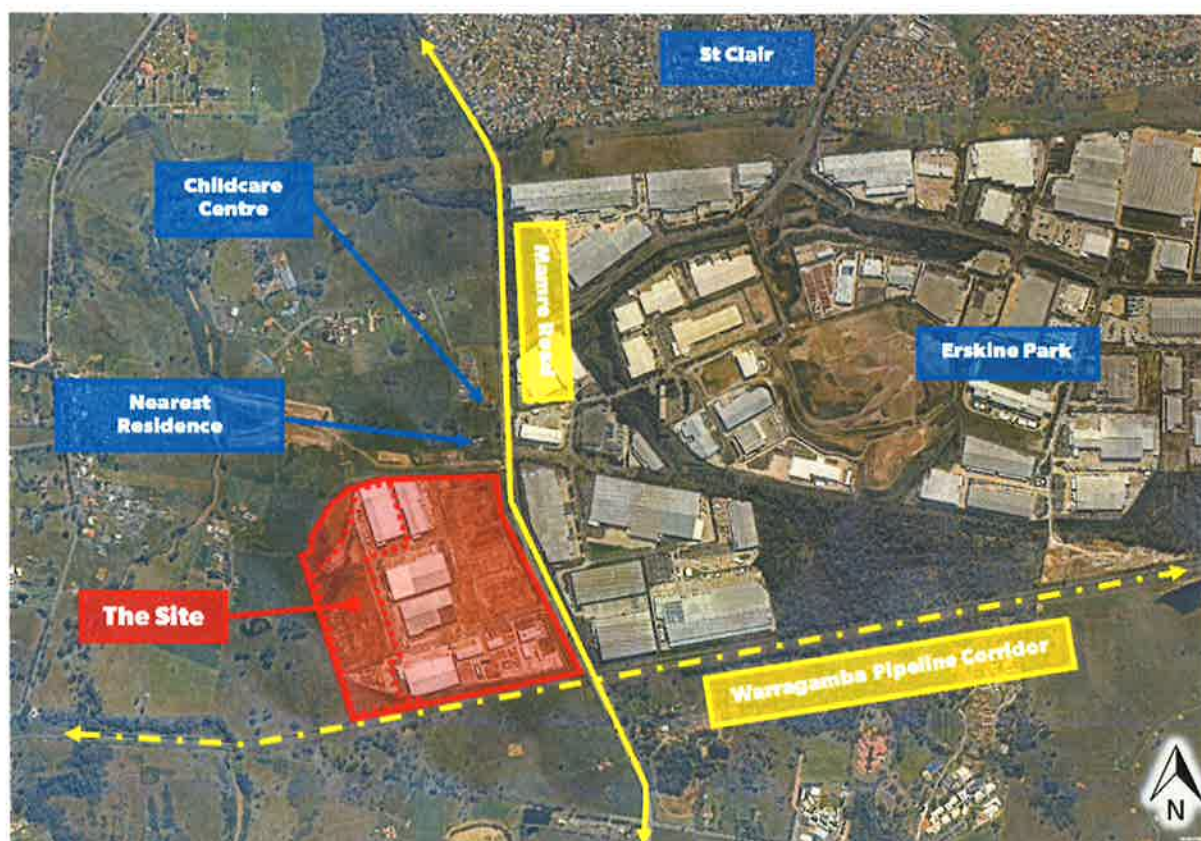 St Clair
Childcare
Centre
Mamre Road
Erskine Park
Nearest
Residence
The Site
Warragamba Pipeline Corridor
N